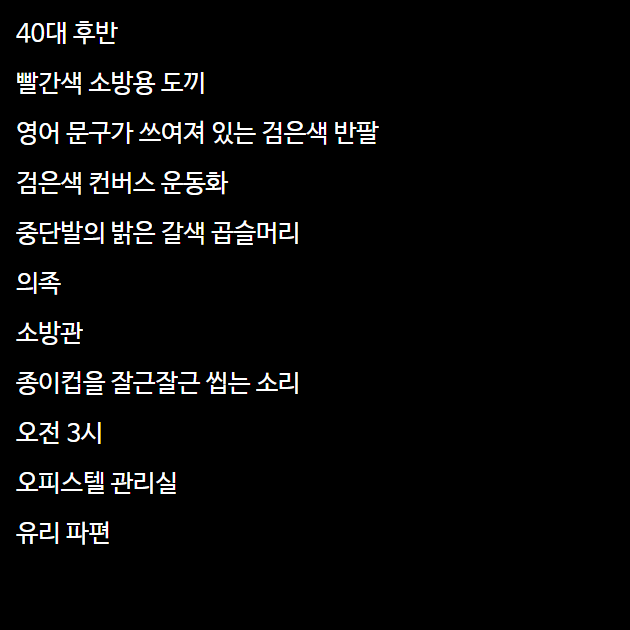 40대 후반
빨간색 소방용 도끼
영어 문구가 쓰여져 있는 검은색 반팔
검은색 컨버스 운동화
중단발의 밝은 갈색 곱슬머리
의족
소방관
종이컵을 잘근잘근 씹는 소리
오전 3시
오피스텔 관리실
유리 파편